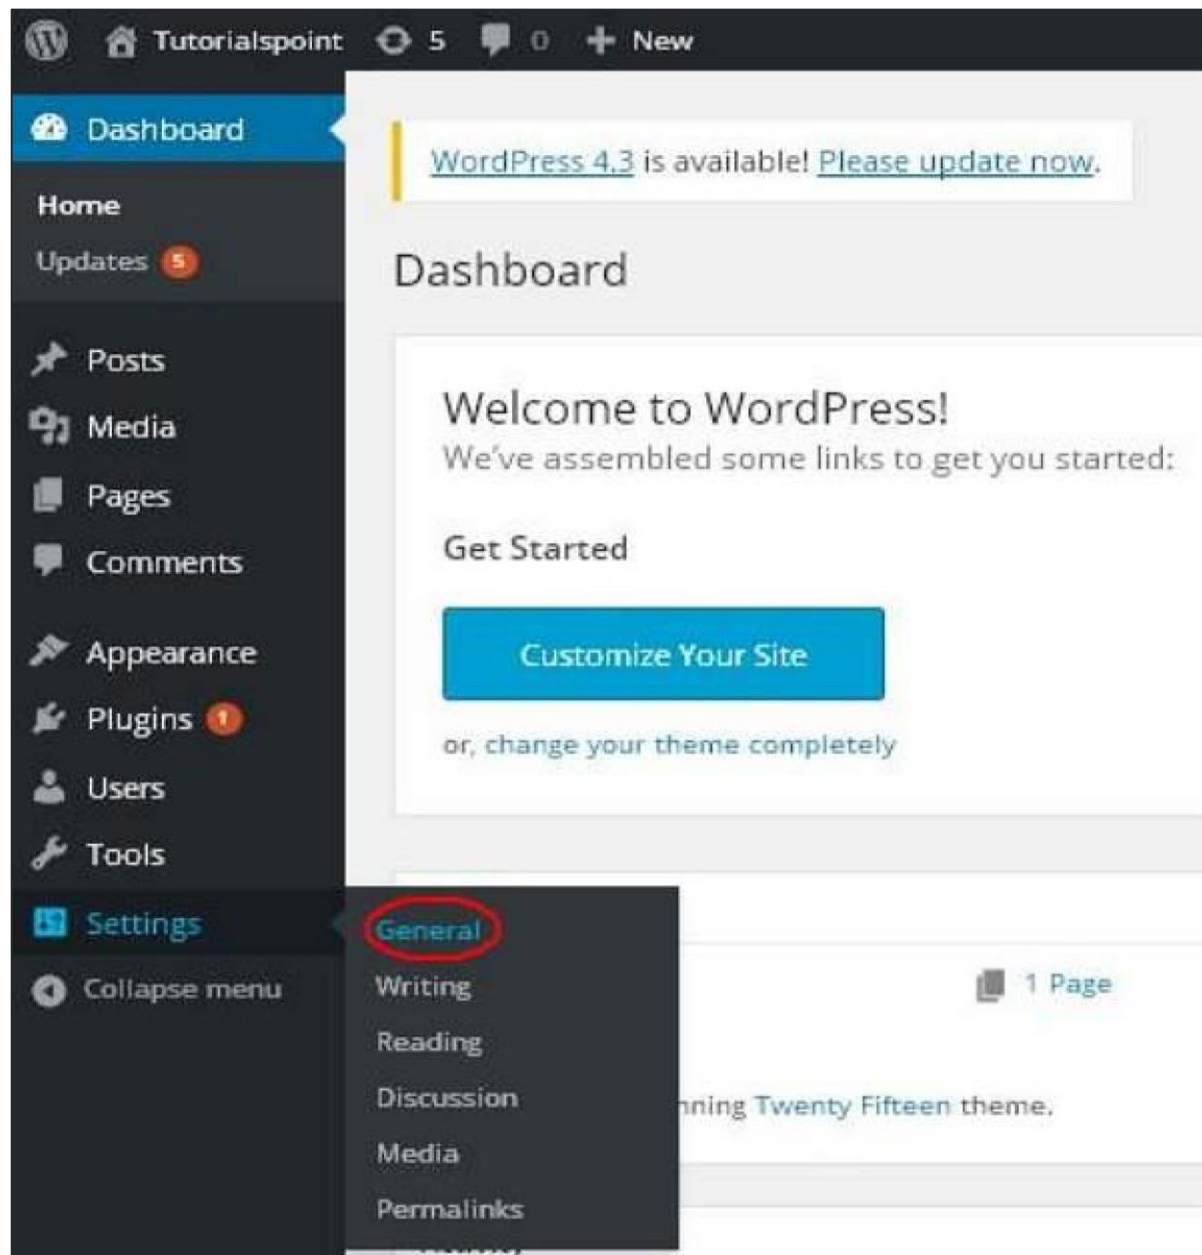 Tutorialspoint 5 0 New
Dashboard
Home
Updates 5
Posts
Media
Pages
Comments
Appearance
Plugins 1
Users
Tools
Settings
Collapse menu
General
Writing
Reading
Discussion
Media
Permalinks
WordPress 4.3 is available! Please update now.
Dashboard
Welcome to WordPress!
We've assembled some links to get you started:
Get Started
Customize Your Site
or, change your theme completely
1 Page
Twenty Fifteen theme.